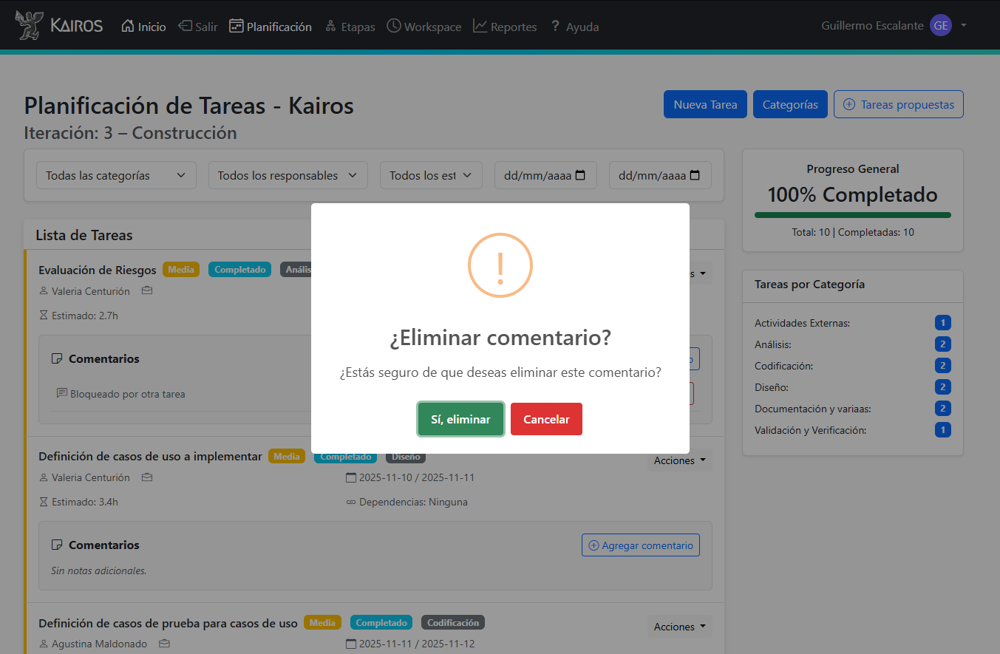 KAIROS Inicio Salir Planificación Etapas Workspace Reportes ? Ayuda Guillermo Escalante GE
Planificación de Tareas - Kairos
Iteración: 3 – Construcción
Nueva Tarea Categorías Tareas propuestas
Todas las categorías Todos los responsables Todos los est dd/mm/aaaa dd/mm/aaaa
Progreso General
100% Completado
Total: 10 | Completadas: 10
Lista de Tareas
Evaluación de Riesgos Media Completado Anális
Valeria Centurión
Estimado: 2.7h
Comentarios
Bloqueado por otra tarea
¿Eliminar comentario?
¿Estás seguro de que deseas eliminar este comentario?
Sí, eliminar Cancelar
Tareas por Categoría
Actividades Externas: 1
Análisis: 2
Codificación: 2
Diseño: 2
Documentación y variaas: 2
Validación y Verificación: 1
Definición de casos de uso a implementar Media Completado Diseño Acciones
Valeria Centurión 2025-11-10 / 2025-11-11
Estimado: 3.4h Dependencias: Ninguna
Comentarios Agregar comentario
Sin notas adicionales.
Definición de casos de prueba para casos de uso Media Completado Codificación Acciones
Agustina Maldonado 2025-11-11 / 2025-11-12